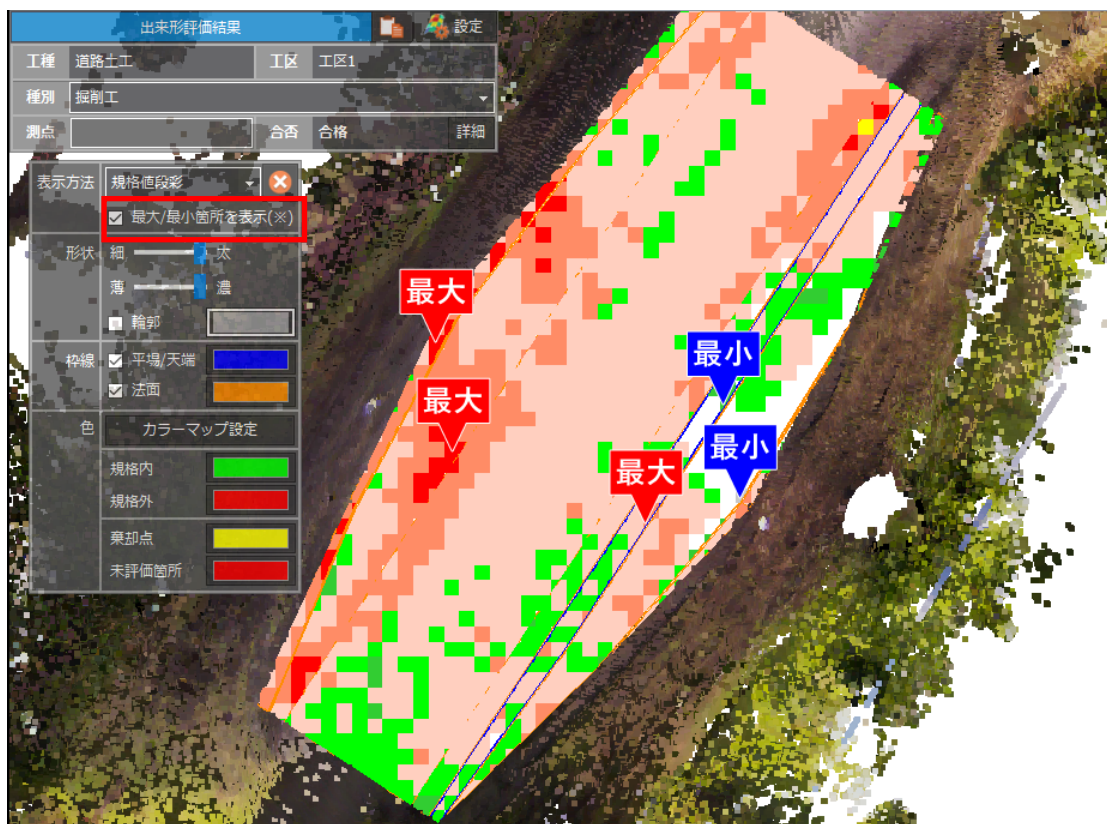 出来形評価結果 設定
工種 道路土工 工区 工区1
種別 掘削工
測点 合否 合格 詳細
表示方法 規格値段彩
最大/最小箇所を表示(※)
形状 細 太
薄 濃
輪郭
枠線 平場/天端
法面
色 カラーマップ設定
規格内
規格外
棄却点
未評価箇所
最大
最小
最大
最小
最大